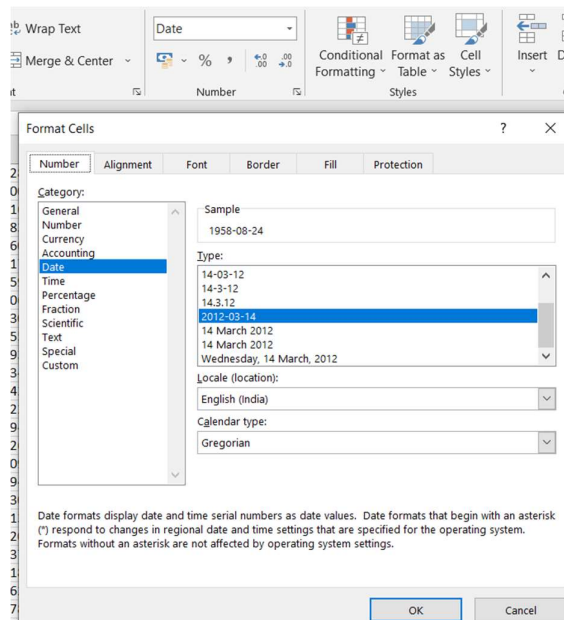 Wrap Text
Date
Merge & Center
%
Conditional Formatting
Format as Table
Cell Styles
Insert
Number
Styles
Format Cells
?
Number
Alignment
Font
Border
Fill
Protection
Category:
General
Number
Currency
Accounting
Date
Time
Percentage
Fraction
Scientific
Text
Special
Custom
Sample
1958-08-24
Type:
14-03-12
14-3-12
14.3.12
2012-03-14
14 March 2012
14 March 2012
Wednesday, 14 March, 2012
Locale (location):
English (India)
Calendar type:
Gregorian
Date formats display date and time serial numbers as date values. Date formats that begin with an asterisk
(*) respond to changes in regional date and time settings that are specified for the operating system.
Formats without an asterisk are not affected by operating system settings.
OK
Cancel